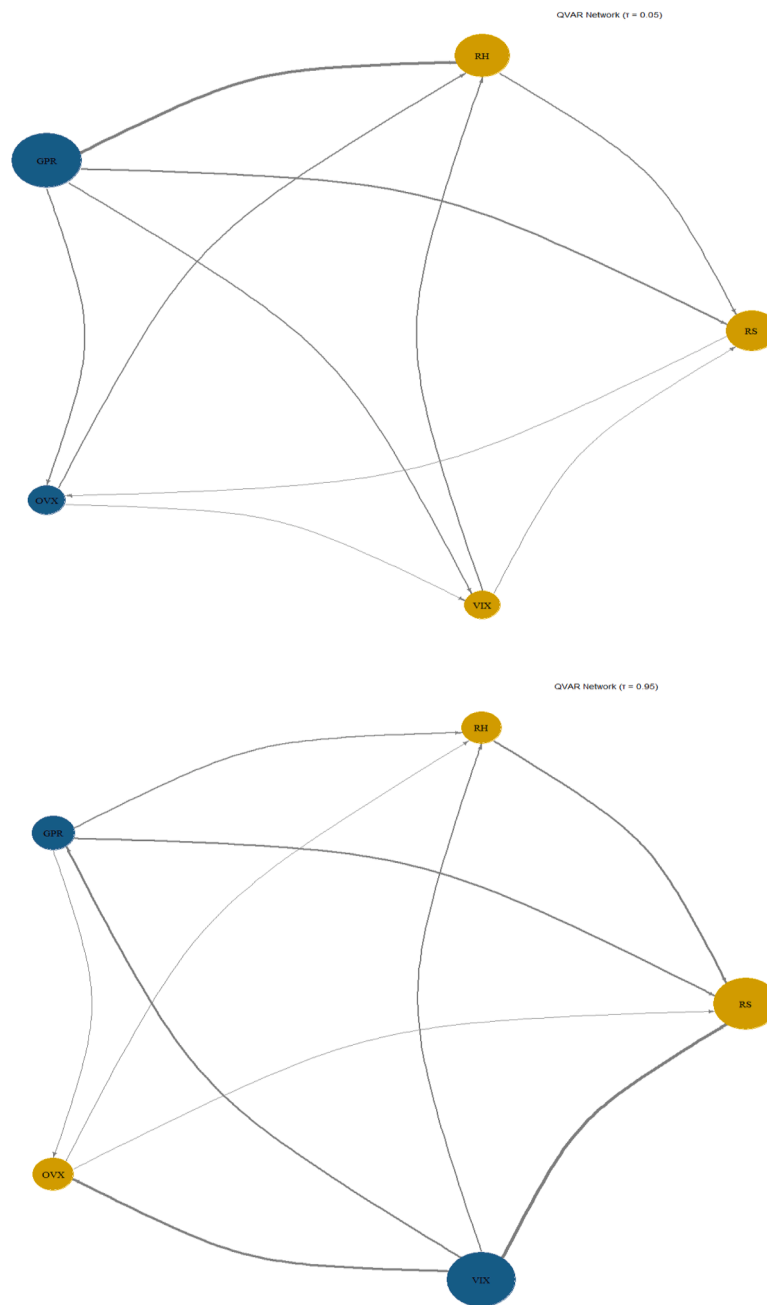 QVAR Network (τ = 0.05)
RH
GPR
RS
OVX
VIX
QVAR Network (τ = 0.95)
RH
GPR
RS
OVX
VIX